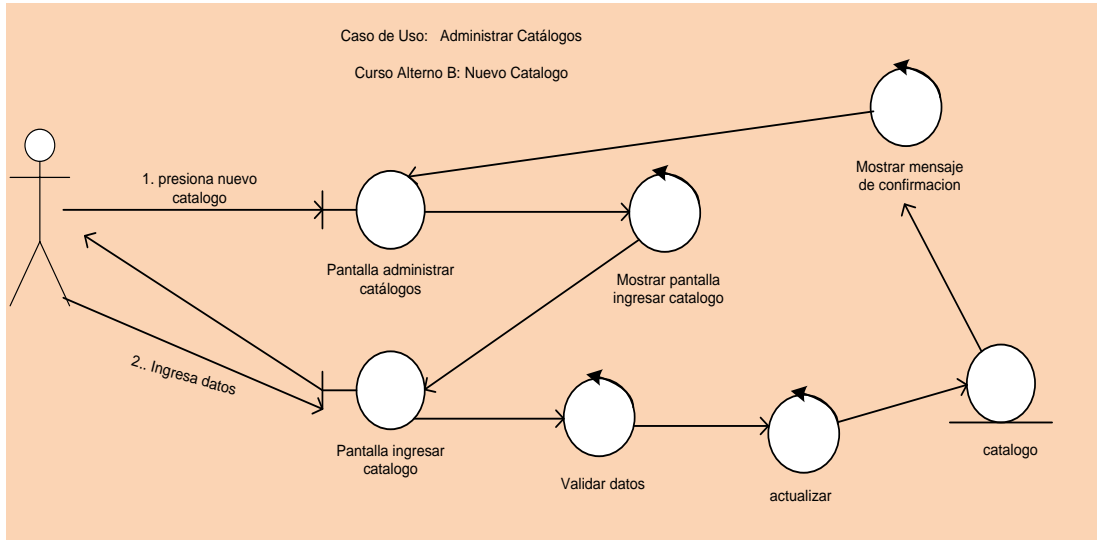 Caso de Uso: Administrar Catálogos
Curso Alterno B: Nuevo Catalogo
Mostrar mensaje
de confirmacion
1. presiona nuevo
catalogo
Pantalla administrar
catálogos
Mostrar pantalla
ingresar catalogo
2.. Ingresa datos
Pantalla ingresar
catalogo
Validar datos
actualizar
catalogo